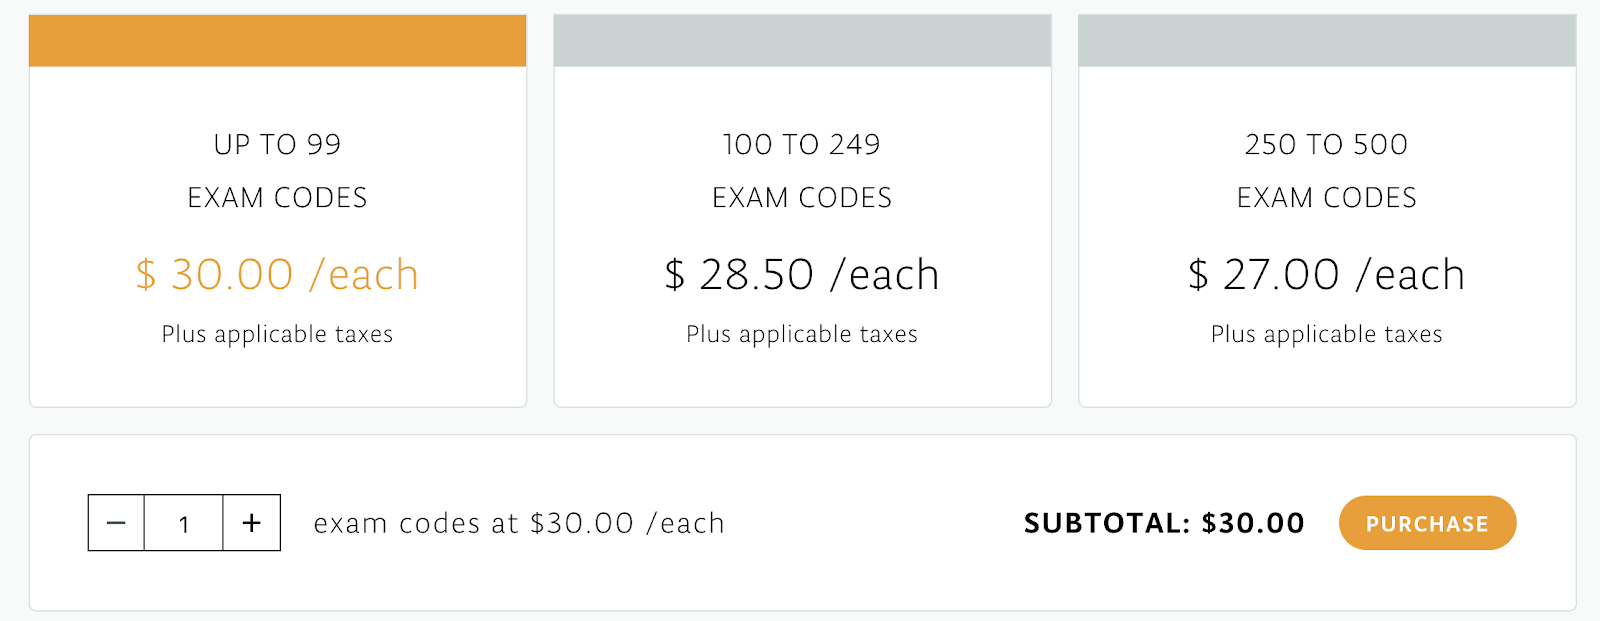 UP TO 99
EXAM CODES
$ 30.00 /each
Plus applicable taxes
100 TO 249
EXAM CODES
$ 28.50 /each
Plus applicable taxes
250 TO 500
EXAM CODES
$ 27.00 /each
Plus applicable taxes
− 1 + exam codes at $30.00 /each SUBTOTAL: $30.00 PURCHASE